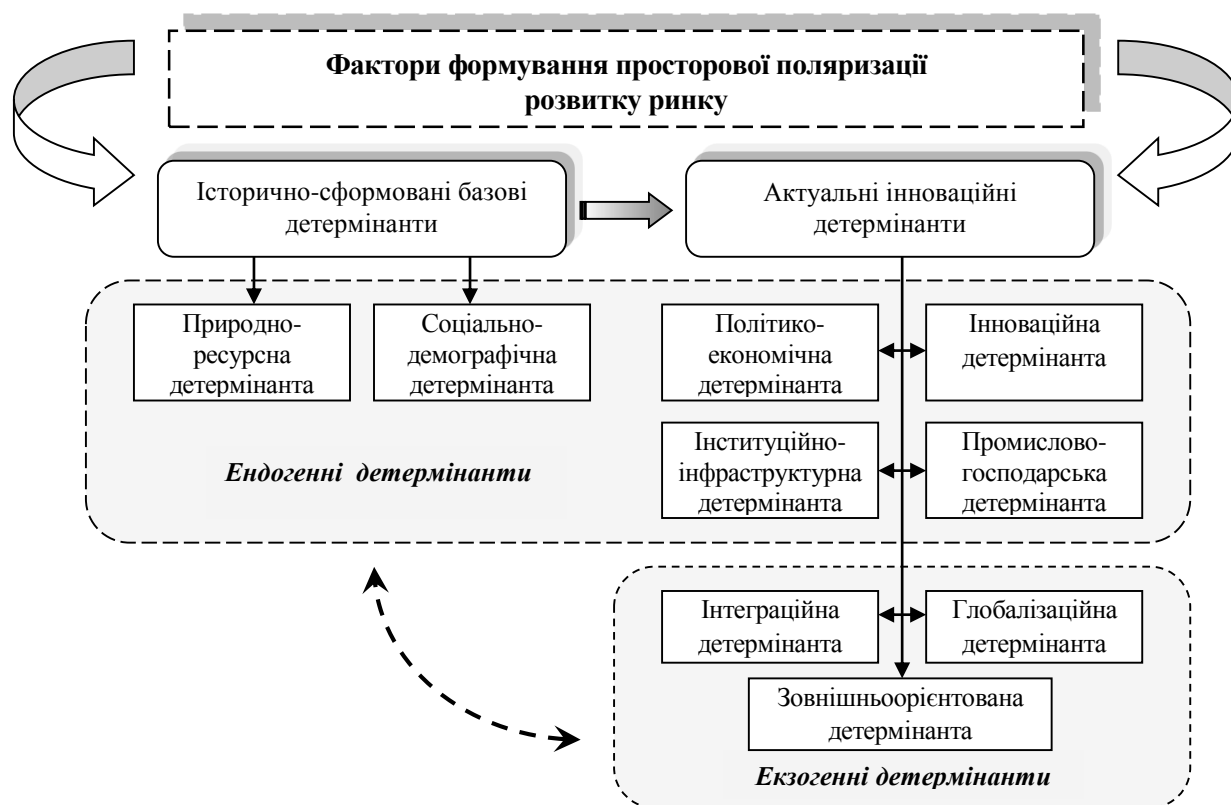 Фактори формування просторової поляризації
розвитку ринку
Історично-сформовані базові
детермінанти
Актуальні інноваційні
детермінанти
Природно-
ресурсна
детермінанта
Соціально-
демографічна
детермінанта
Політико-
економічна
детермінанта
Інноваційна
детермінанта
Ендогенні детермінанти
Інституційно-
інфраструктурна
детермінанта
Промислово-
господарська
детермінанта
Інтеграційна
детермінанта
Глобалізаційна
детермінанта
Зовнішньоорієнтована
детермінанта
Екзогенні детермінанти